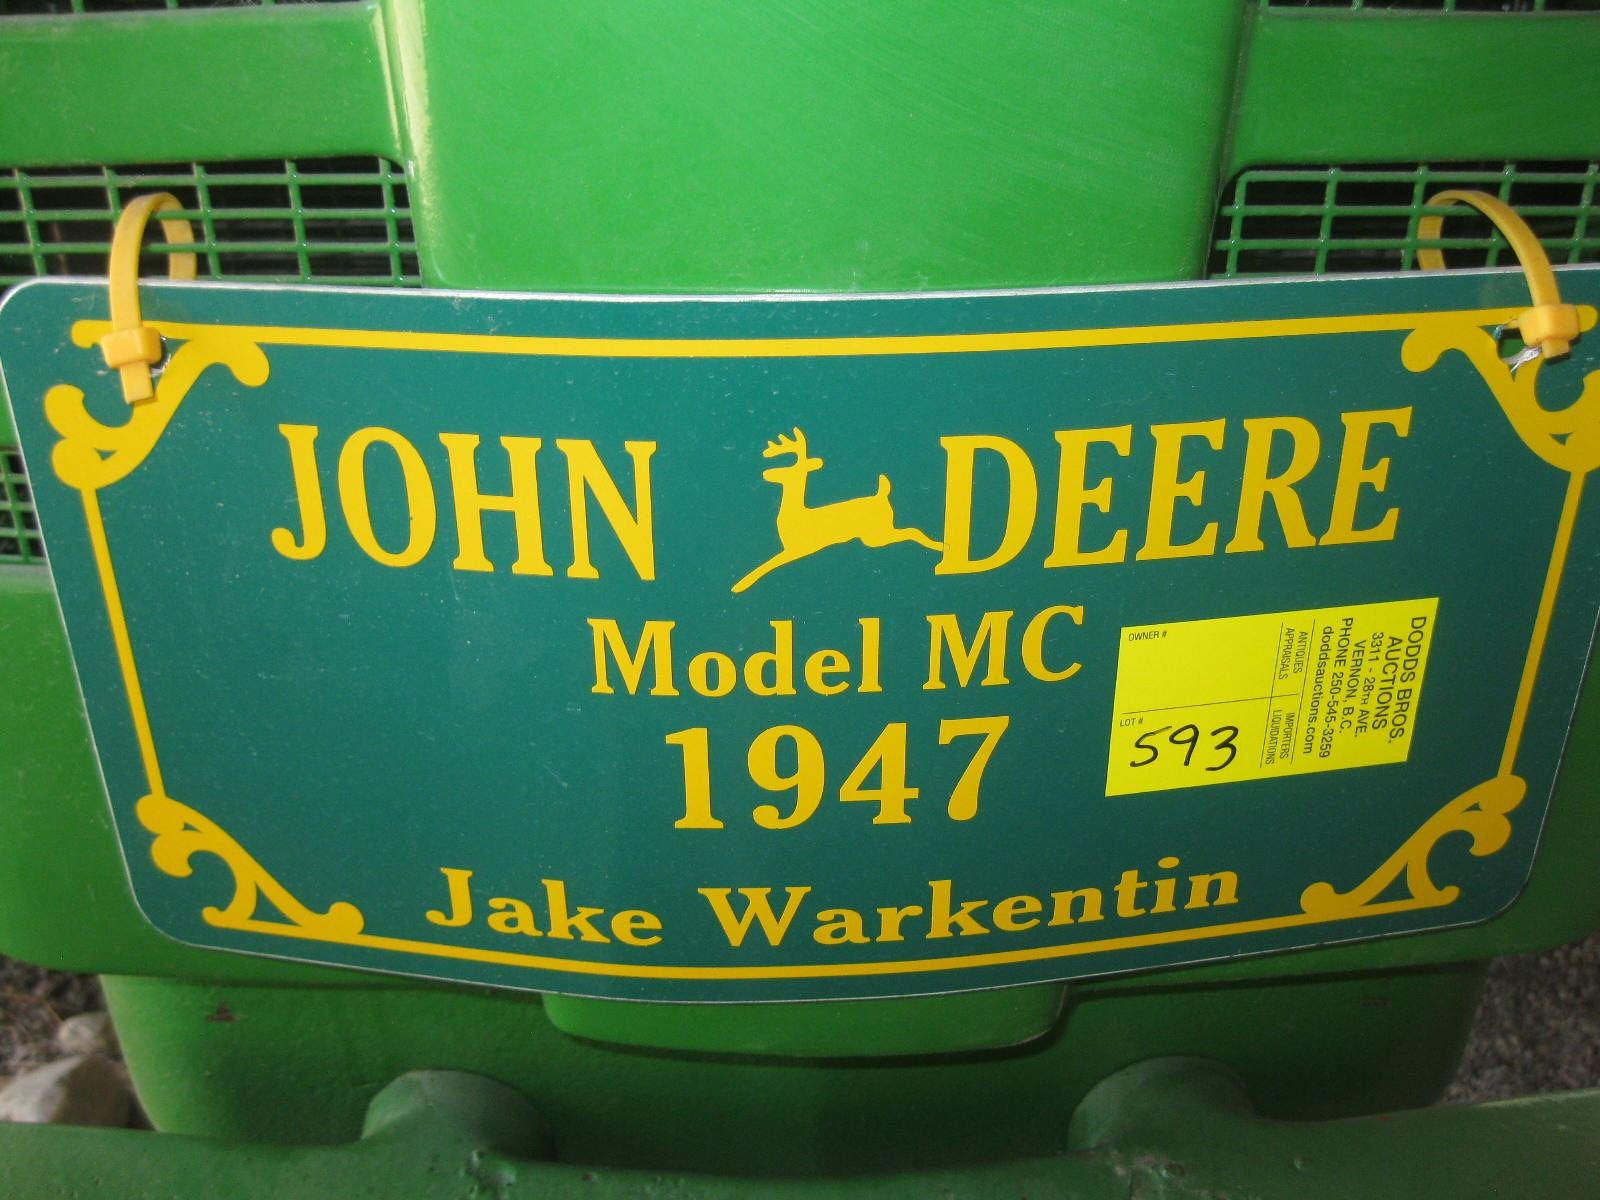 JOHN DEERE
Model MC
1947
Jake Warkentin
OWNER #
LOT #
593
ANTIQUES
APPRAISALS
IMPORTERS
LIQUIDATIONS
DODDS BROS.
AUCTIONS
3311 - 28TH AVE.
VERNON, B.C.
PHONE 250-545-3259
doddsauctions.com